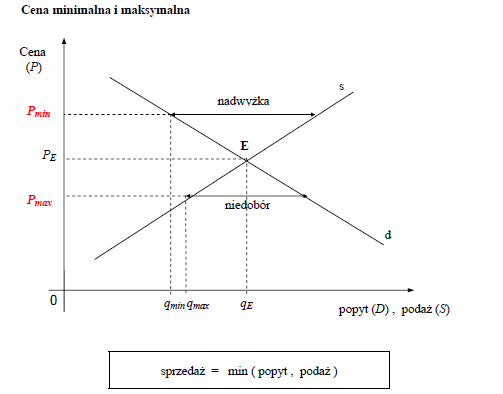 Cena minimalna i maksymalna
Cena
(P)
s
nadwyżka
Pmin
E
PE
Pmax
niedobór
d
0
qmin qmax qE
popyt (D) , podaż (S)
sprzedaż = min ( popyt , podaż )